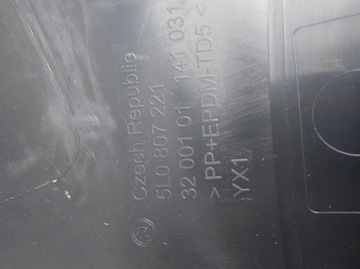 Czech Republic
5L0 807 221
32 001 01 141 031
> PP+EPDM-TD5 <
YX1